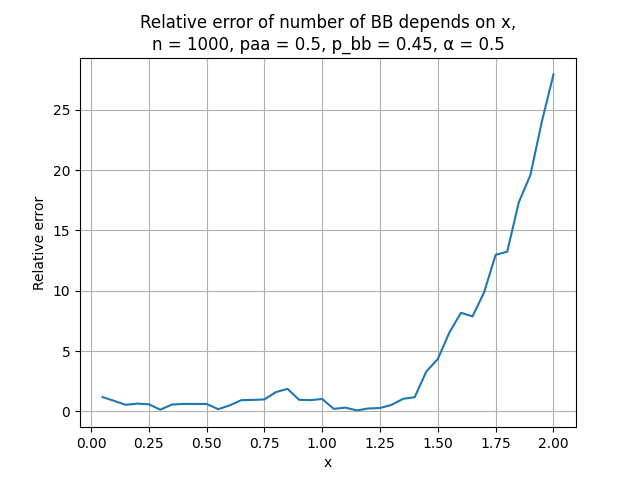 Relative error of number of BB depends on x,
n = 1000, paa = 0.5, p_bb = 0.45, α = 0.5
Relative error
25
20
15
10
5
0
0.00 0.25 0.50 0.75 1.00 1.25 1.50 1.75 2.00
x